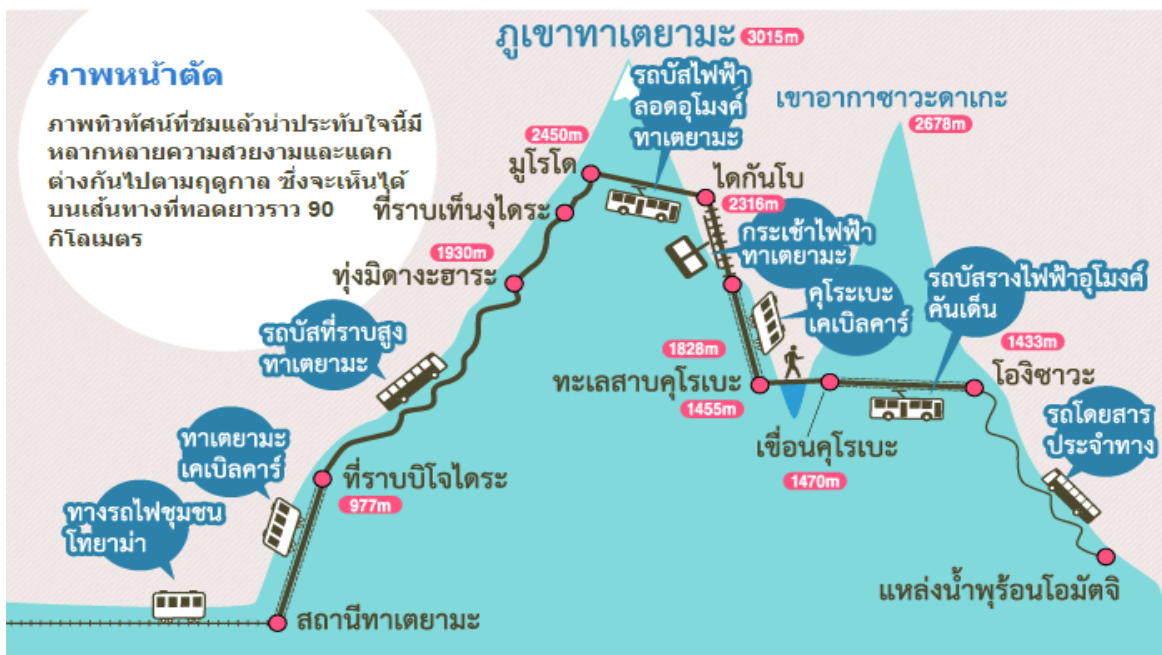 ภาพหน้าตัด
ภาพทิวทัศน์ที่ชมแล้วน่าประทับใจนี้มี
หลากหลายความสวยงามและแตก
ต่างกันไปตามฤดูกาล ซึ่งจะเห็นได้
บนเส้นทางที่ทอดยาวราว 90
กิโลเมตร
ภูเขาทาเตยามะ 3015m
รถบัสไฟฟ้า
ลอดอุโมงค์
ทาเตยามะ
เขาอากาซาวะดาเกะ
2678m
2450m
มูโรโด
ไดกันโบ
2316m
ที่ราบเท็นงุไดระ
กระเช้าไฟฟ้า
ทาเตยามะ
1930m
ทุ่งมิดางะฮาระ
รถบัสรางไฟฟ้าอุโมงค์
คันเด็น
คุโระเบะ
เคเบิลคาร์
รถบัสที่ราบสูง
ทาเตยามะ
1828m
1433m
ทะเลสาบคุโรเบะ
1455m
โองิซาวะ
รถโดยสาร
ประจำทาง
ทาเตยามะ
เคเบิลคาร์
เขื่อนคุโรเบะ
1470m
ที่ราบบิโจไดระ
977m
ทางรถไฟชุมชน
โทยาม่า
แหล่งน้ำพุร้อนโอมัตจิ
สถานีทาเตยามะ